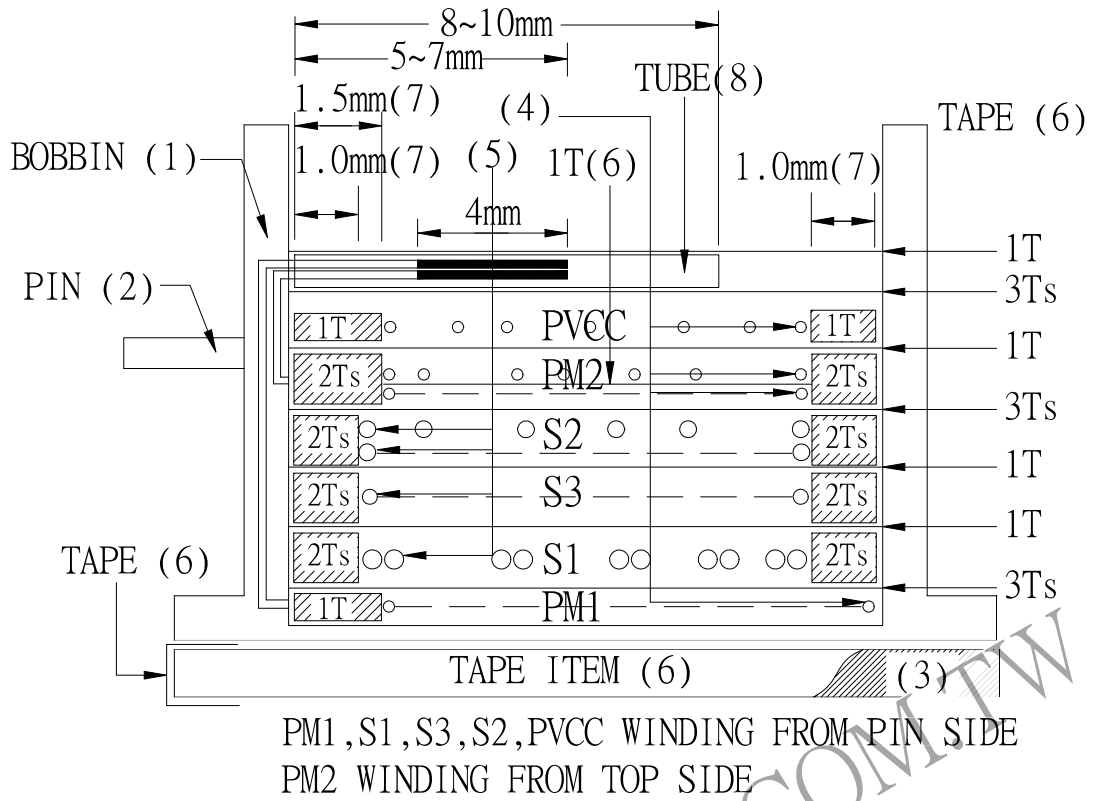 8~10mm
5~7mm
TUBE(8)
1.5mm(7)
(4)
TAPE (6)
BOBBIN (1)
1.0mm(7)
(5)
1T(6)
1.0mm(7)
4mm
1T
PIN (2)
3Ts
1T
PVCC
1T
1T
2Ts
PM2
2Ts
3Ts
2Ts
S2
2Ts
1T
2Ts
S3
2Ts
1T
TAPE (6)
2Ts
S1
2Ts
3Ts
1T
PM1
TAPE ITEM (6)
(3)
PM1,S1,S3,S2,PVCC WINDING FROM PIN SIDE
PM2 WINDING FROM TOP SIDE
COM.TW